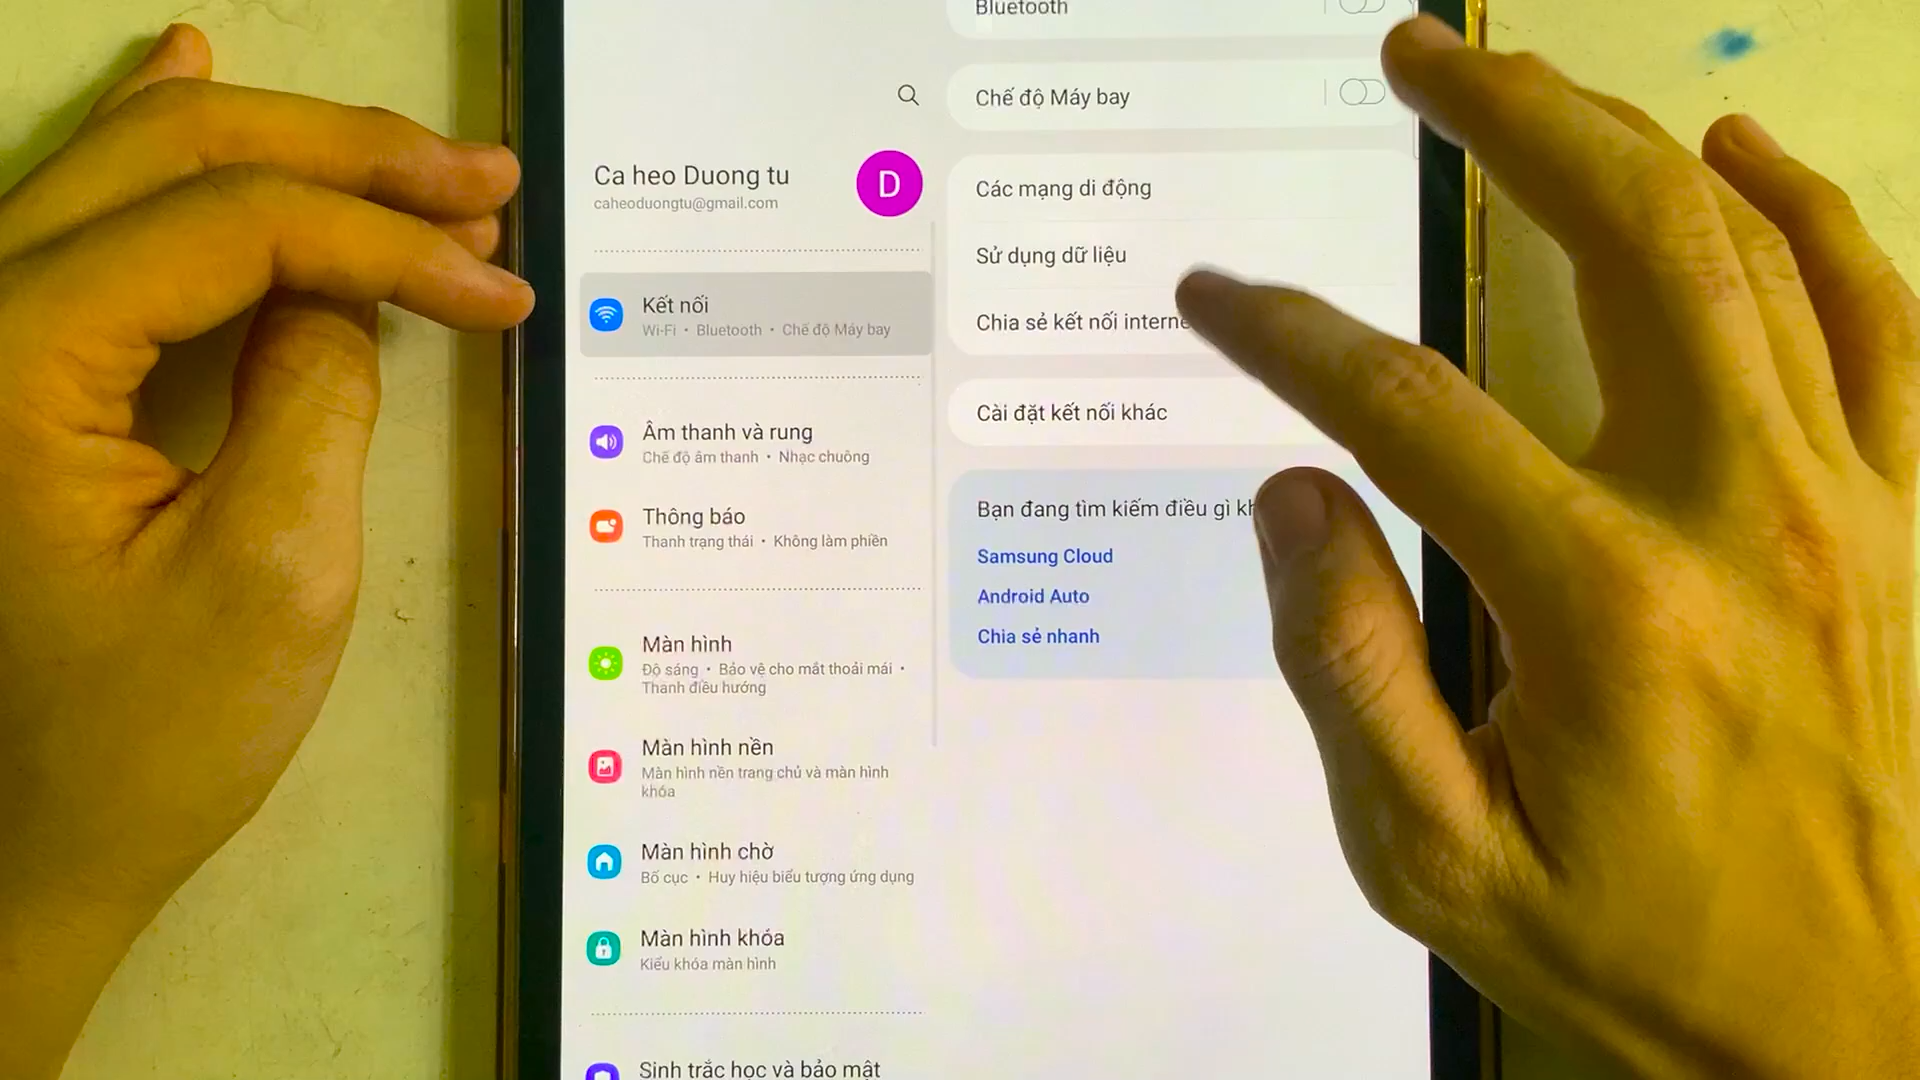 Ca heo Duong tu
caheoduongtu@gmail.com
D
Kết nối
Wi-Fi • Bluetooth • Chế độ Máy bay
Âm thanh và rung
Chế độ âm thanh • Nhạc chuông
Thông báo
Thanh trạng thái • Không làm phiền
Màn hình
Độ sáng • Bảo vệ cho mắt thoải mái •
Thanh điều hướng
Màn hình nền
Màn hình nền trang chủ và màn hình
khóa
Màn hình chờ
Bố cục • Huy hiệu biểu tượng ứng dụng
Màn hình khóa
Kiểu khóa màn hình
Sinh trắc học và bảo mật
Bluetooth
Chế độ Máy bay
Các mạng di động
Sử dụng dữ liệu
Chia sẻ kết nối
Cài đặt kết nối khác
Bạn đang tìm kiếm điều gì
Samsung Cloud
Android Auto
Chia sẻ nhanh